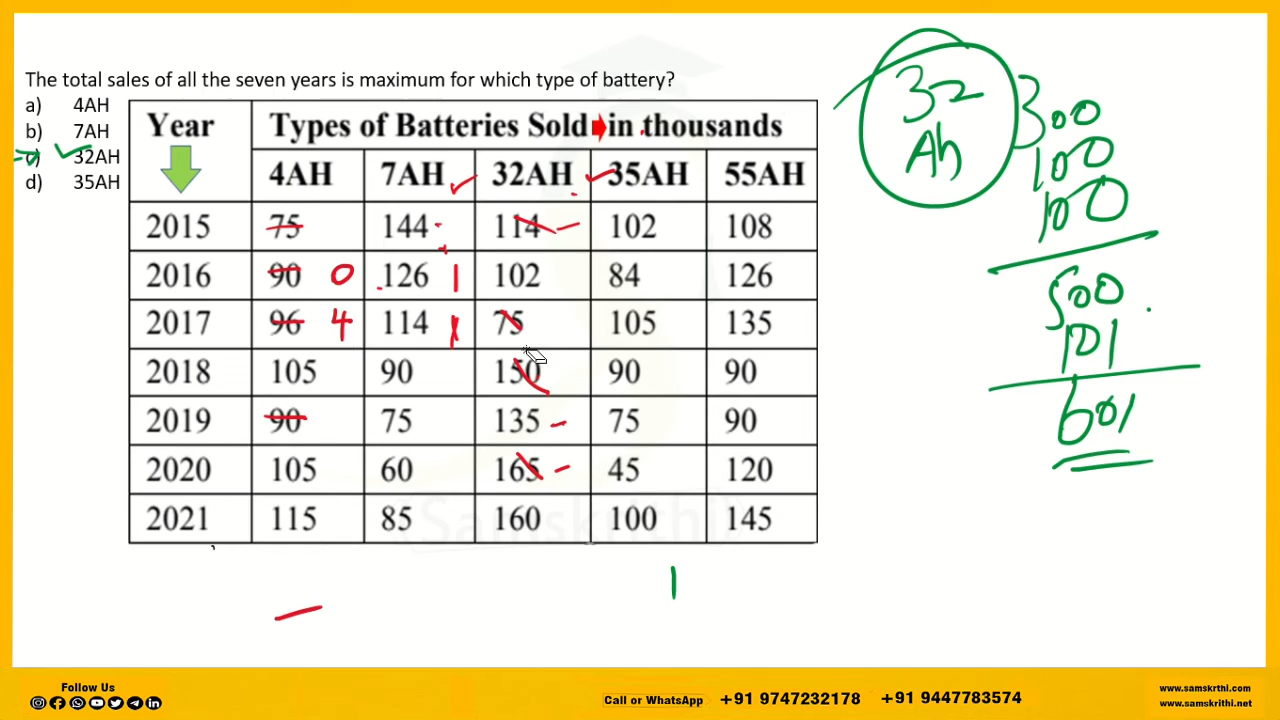 The total sales of all the seven years is maximum for which type of battery?
a) 4AH
b) 7AH
32AH
d) 35AH
Year Types of Batteries Sold in thousands
4AH 7AH 32AH 35AH 55AH
2015 75 144 114 102 108
2016 90 0 126 1 102 84 126
2017 96 4 114 75 105 135
2018 105 90 150 90 90
2019 90 75 135 75 90
2020 105 60 165 45 120
2021 115 85 160 100 145
(Samskrithi)
1
32
Ah
300
100
100
500
101
601
Follow Us
Call or WhatsApp +91 9747232178 +91 9447783574
www.samskrthi.com
www.samskrithi.net